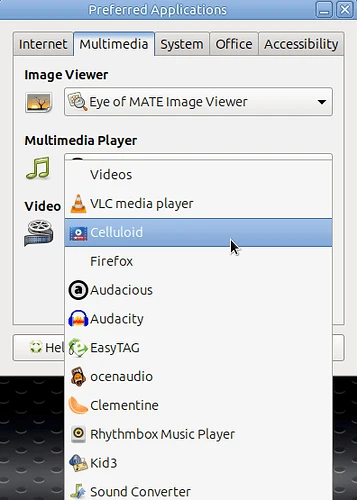 Preferred Applications
Internet Multimedia System Office Accessibility
Image Viewer
Eye of MATE Image Viewer
Multimedia Player
Videos
VLC media player
Video
Celluloid
Firefox
Audacious
Audacity
Hel
EasyTAG
ocenaudio
Clementine
Rhythmbox Music Player
Kid3
Sound Converter